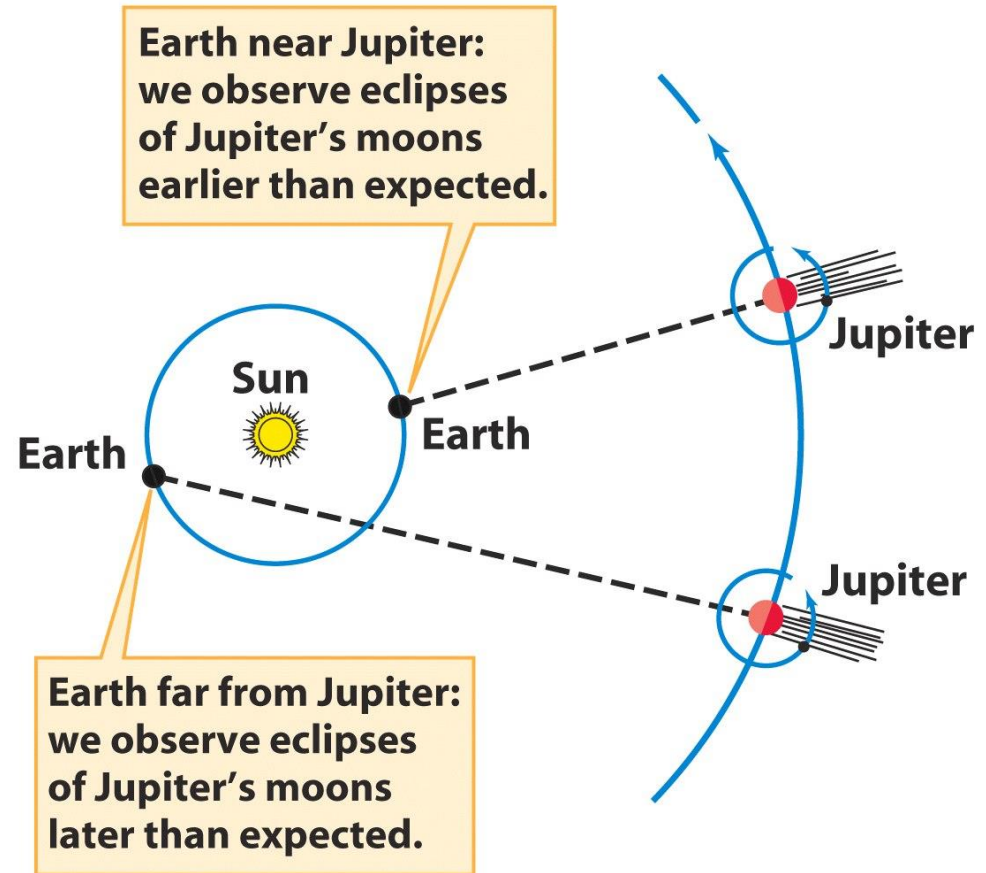 Earth near Jupiter:
we observe eclipses
of Jupiter’s moons
earlier than expected.
Jupiter
Sun
Earth
Earth
Jupiter
Earth far from Jupiter:
we observe eclipses
of Jupiter’s moons
later than expected.